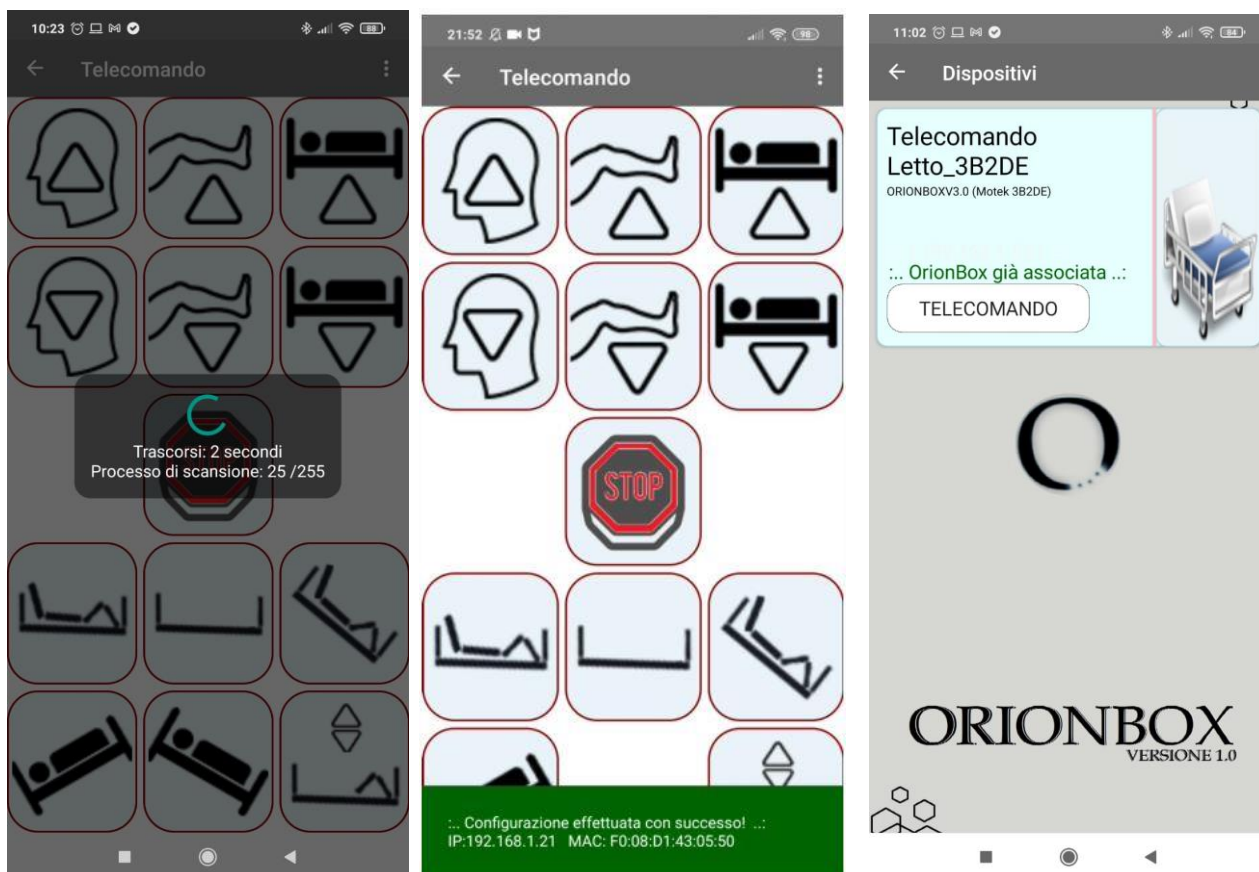 10:23
88
Telecomando
Trascorsi: 2 secondi
Processo di scansione: 25 /255
21:52
98
Telecomando
STOP
:.. Configurazione effettuata con successo! ..:
IP:192.168.1.21 MAC: F0:08:D1:43:05:50
11:02
84
Dispositivi
Telecomando
Letto_3B2DE
ORIONBOXV3.0 (Motek 3B2DE)
:.. OrionBox già associata ..:
TELECOMANDO
ORIONBOX
VERSIONE 1.0